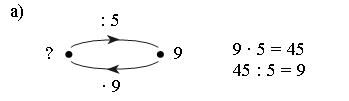 a)
: 5
? 9
· 9
9 · 5 = 45
45 : 5 = 9